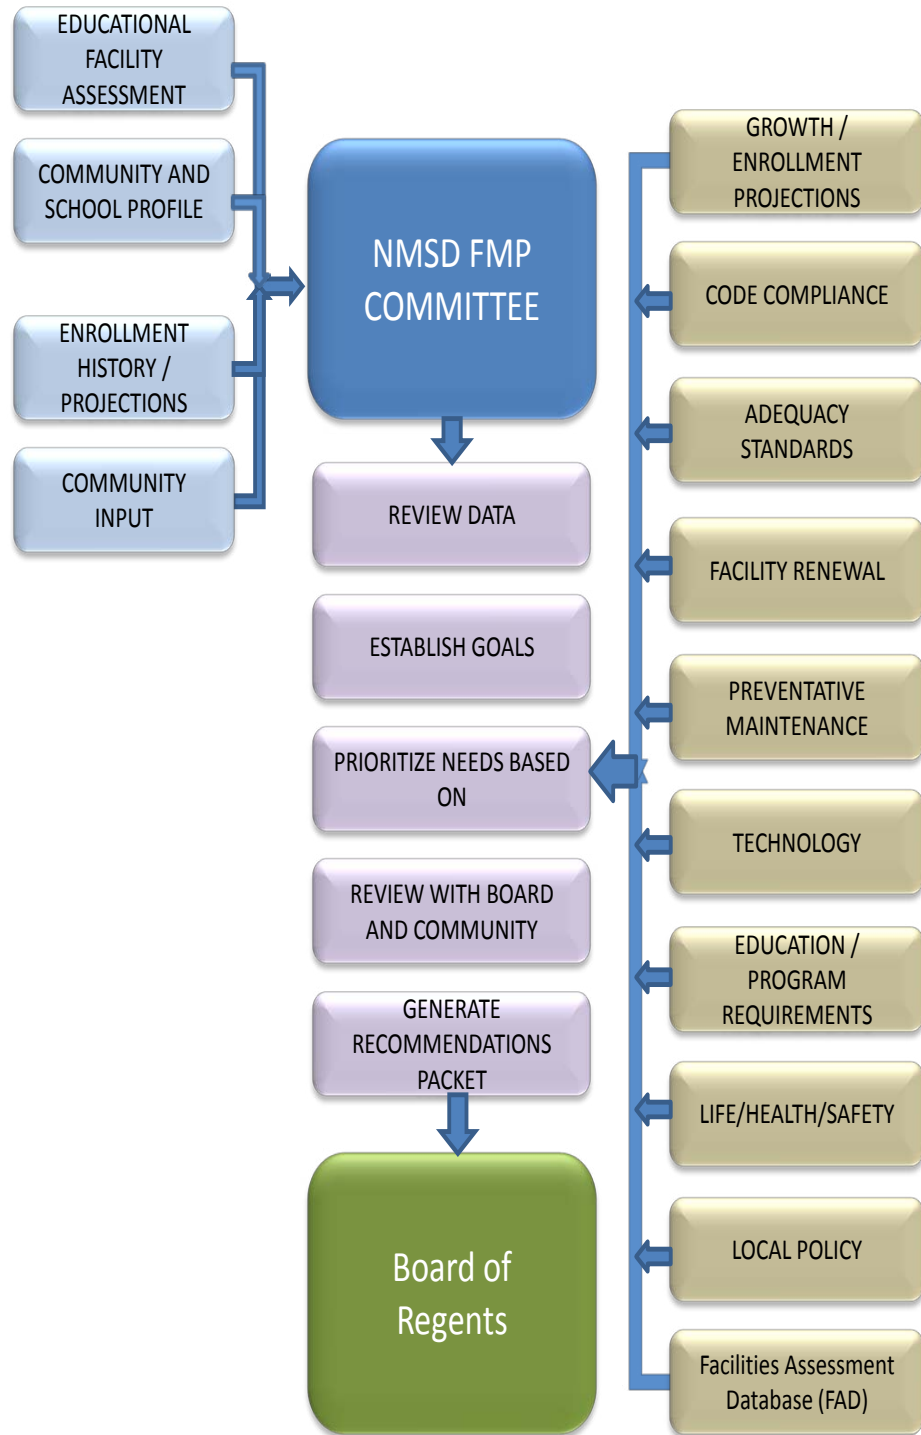 EDUCATIONAL
FACILITY
ASSESSMENT
COMMUNITY AND
SCHOOL PROFILE
ENROLLMENT
HISTORY /
PROJECTIONS
COMMUNITY
INPUT
NMSD FMP
COMMITTEE
REVIEW DATA
ESTABLISH GOALS
PRIORITIZE NEEDS BASED
ON
REVIEW WITH BOARD
AND COMMUNITY
GENERATE
RECOMMENDATIONS
PACKET
Board of
Regents
GROWTH /
ENROLLMENT
PROJECTIONS
CODE COMPLIANCE
ADEQUACY
STANDARDS
FACILITY RENEWAL
PREVENTATIVE
MAINTENANCE
TECHNOLOGY
EDUCATION /
PROGRAM
REQUIREMENTS
LIFE/HEALTH/SAFETY
LOCAL POLICY
Facilities Assessment
Database (FAD)